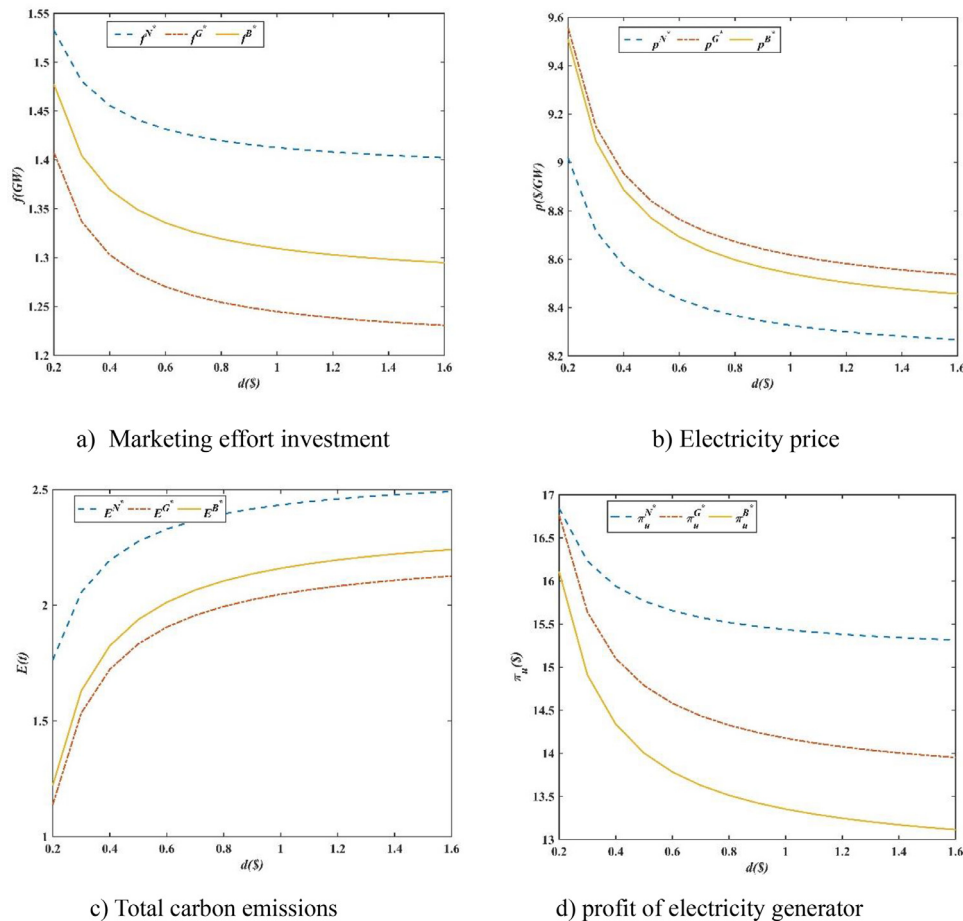 1.55
f^{N*} f^{G*} f^{B*}
1.5
1.45
1.4
f(GW)
1.35
1.3
1.25
1.2
0.2 0.4 0.6 0.8 1 1.2 1.4 1.6
d($)
a) Marketing effort investment
9.6
p^{N*} p^{G*} p^{B*}
9.4
9.2
9
p($/GW)
8.8
8.6
8.4
8.2
0.2 0.4 0.6 0.8 1 1.2 1.4 1.6
d($)
b) Electricity price
2.5
E^{N*} E^{G*} E^{B*}
2
E(t)
1.5
1
0.2 0.4 0.6 0.8 1 1.2 1.4 1.6
d($)
c) Total carbon emissions
17
π_u^{N*} π_u^{G*} π_u^{B*}
16.5
16
15.5
15
π_u($)
14.5
14
13.5
13
0.2 0.4 0.6 0.8 1 1.2 1.4 1.6
d($)
d) profit of electricity generator